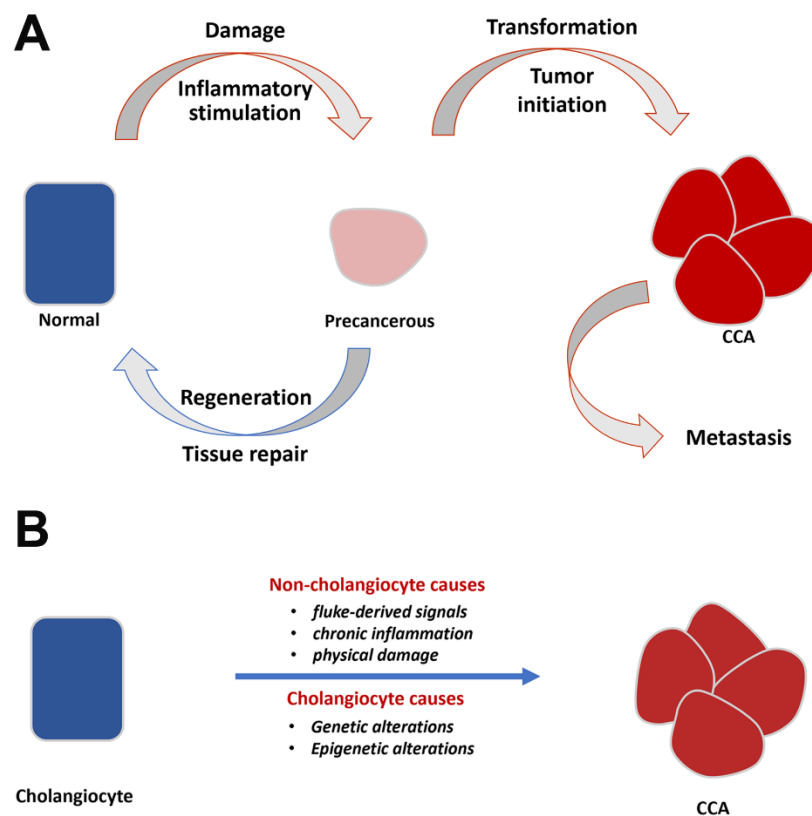 A
Damage
Inflammatory
stimulation
Transformation
Tumor
initiation
Normal
Precancerous
CCA
Regeneration
Tissue repair
Metastasis
B
Non-cholangiocyte causes
• fluke-derived signals
• chronic inflammation
• physical damage
Cholangiocyte causes
• Genetic alterations
• Epigenetic alterations
Cholangiocyte
CCA